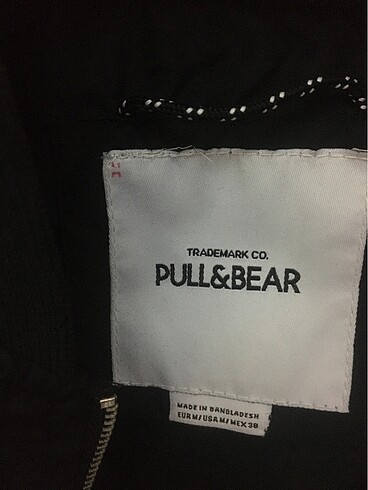 TRADEMARK CO.
PULL&BEAR
MADE IN BANGLADESH
EUR M/USA M/MEX 38